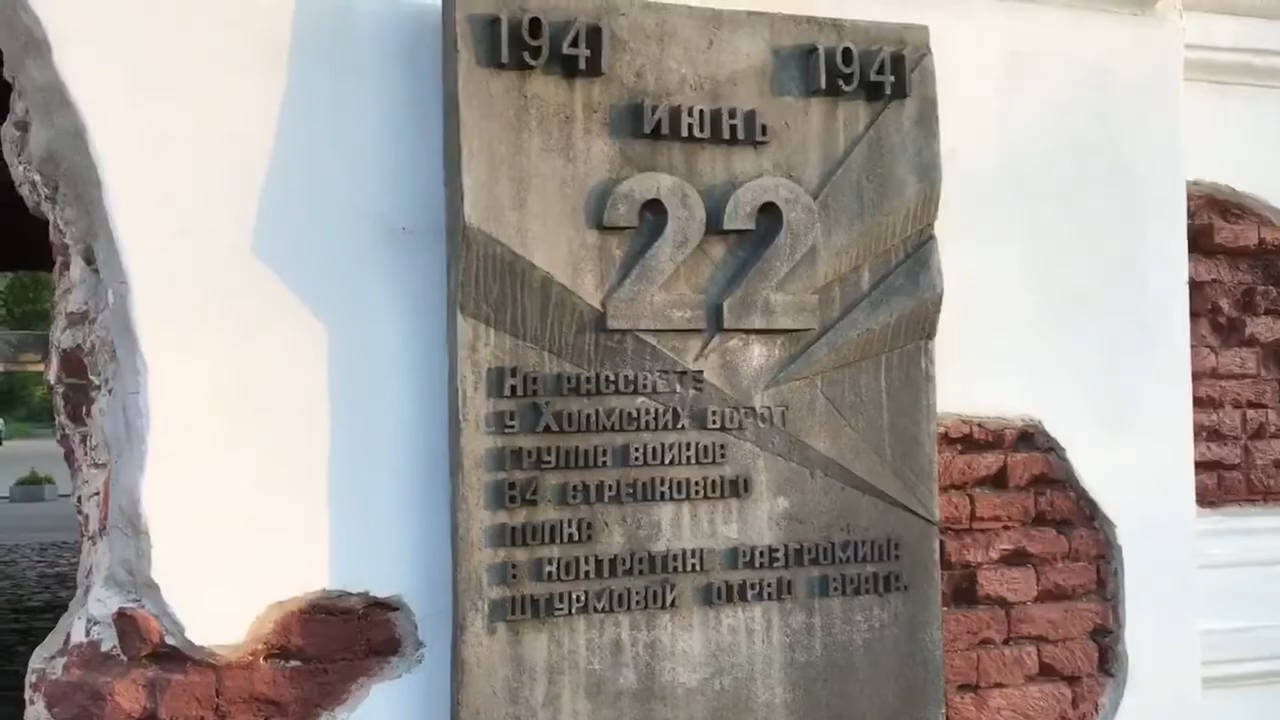 1941 1941
ИЮНЬ
22
НА РАССВЕТЕ
У ХОЛМСКИХ ВОРОТ
ГРУППА ВОИНОВ
84 СТРЕЛКОВОГО
ПОЛКА
В КОНТРАТАКЕ РАЗГРОМИЛА
ШТУРМОВОЙ ОТРЯД ВРАГА.